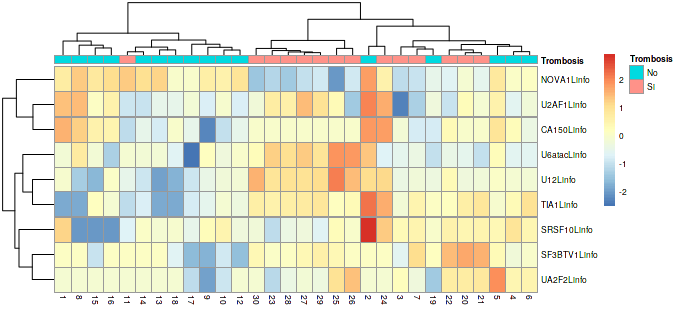 Trombosis
NOVA1Linfo
U2AF1Linfo
CA150Linfo
U6atacLinfo
U12Linfo
TIA1Linfo
SRSF10Linfo
SF3BTV1Linfo
UA2F2Linfo
1 8 15 16 11 14 13 18 17 9 10 12 30 23 28 27 29 25 26 2 24 3 7 19 22 20 21 5 4 6
2
1
0
-1
-2
Trombosis
No
SI